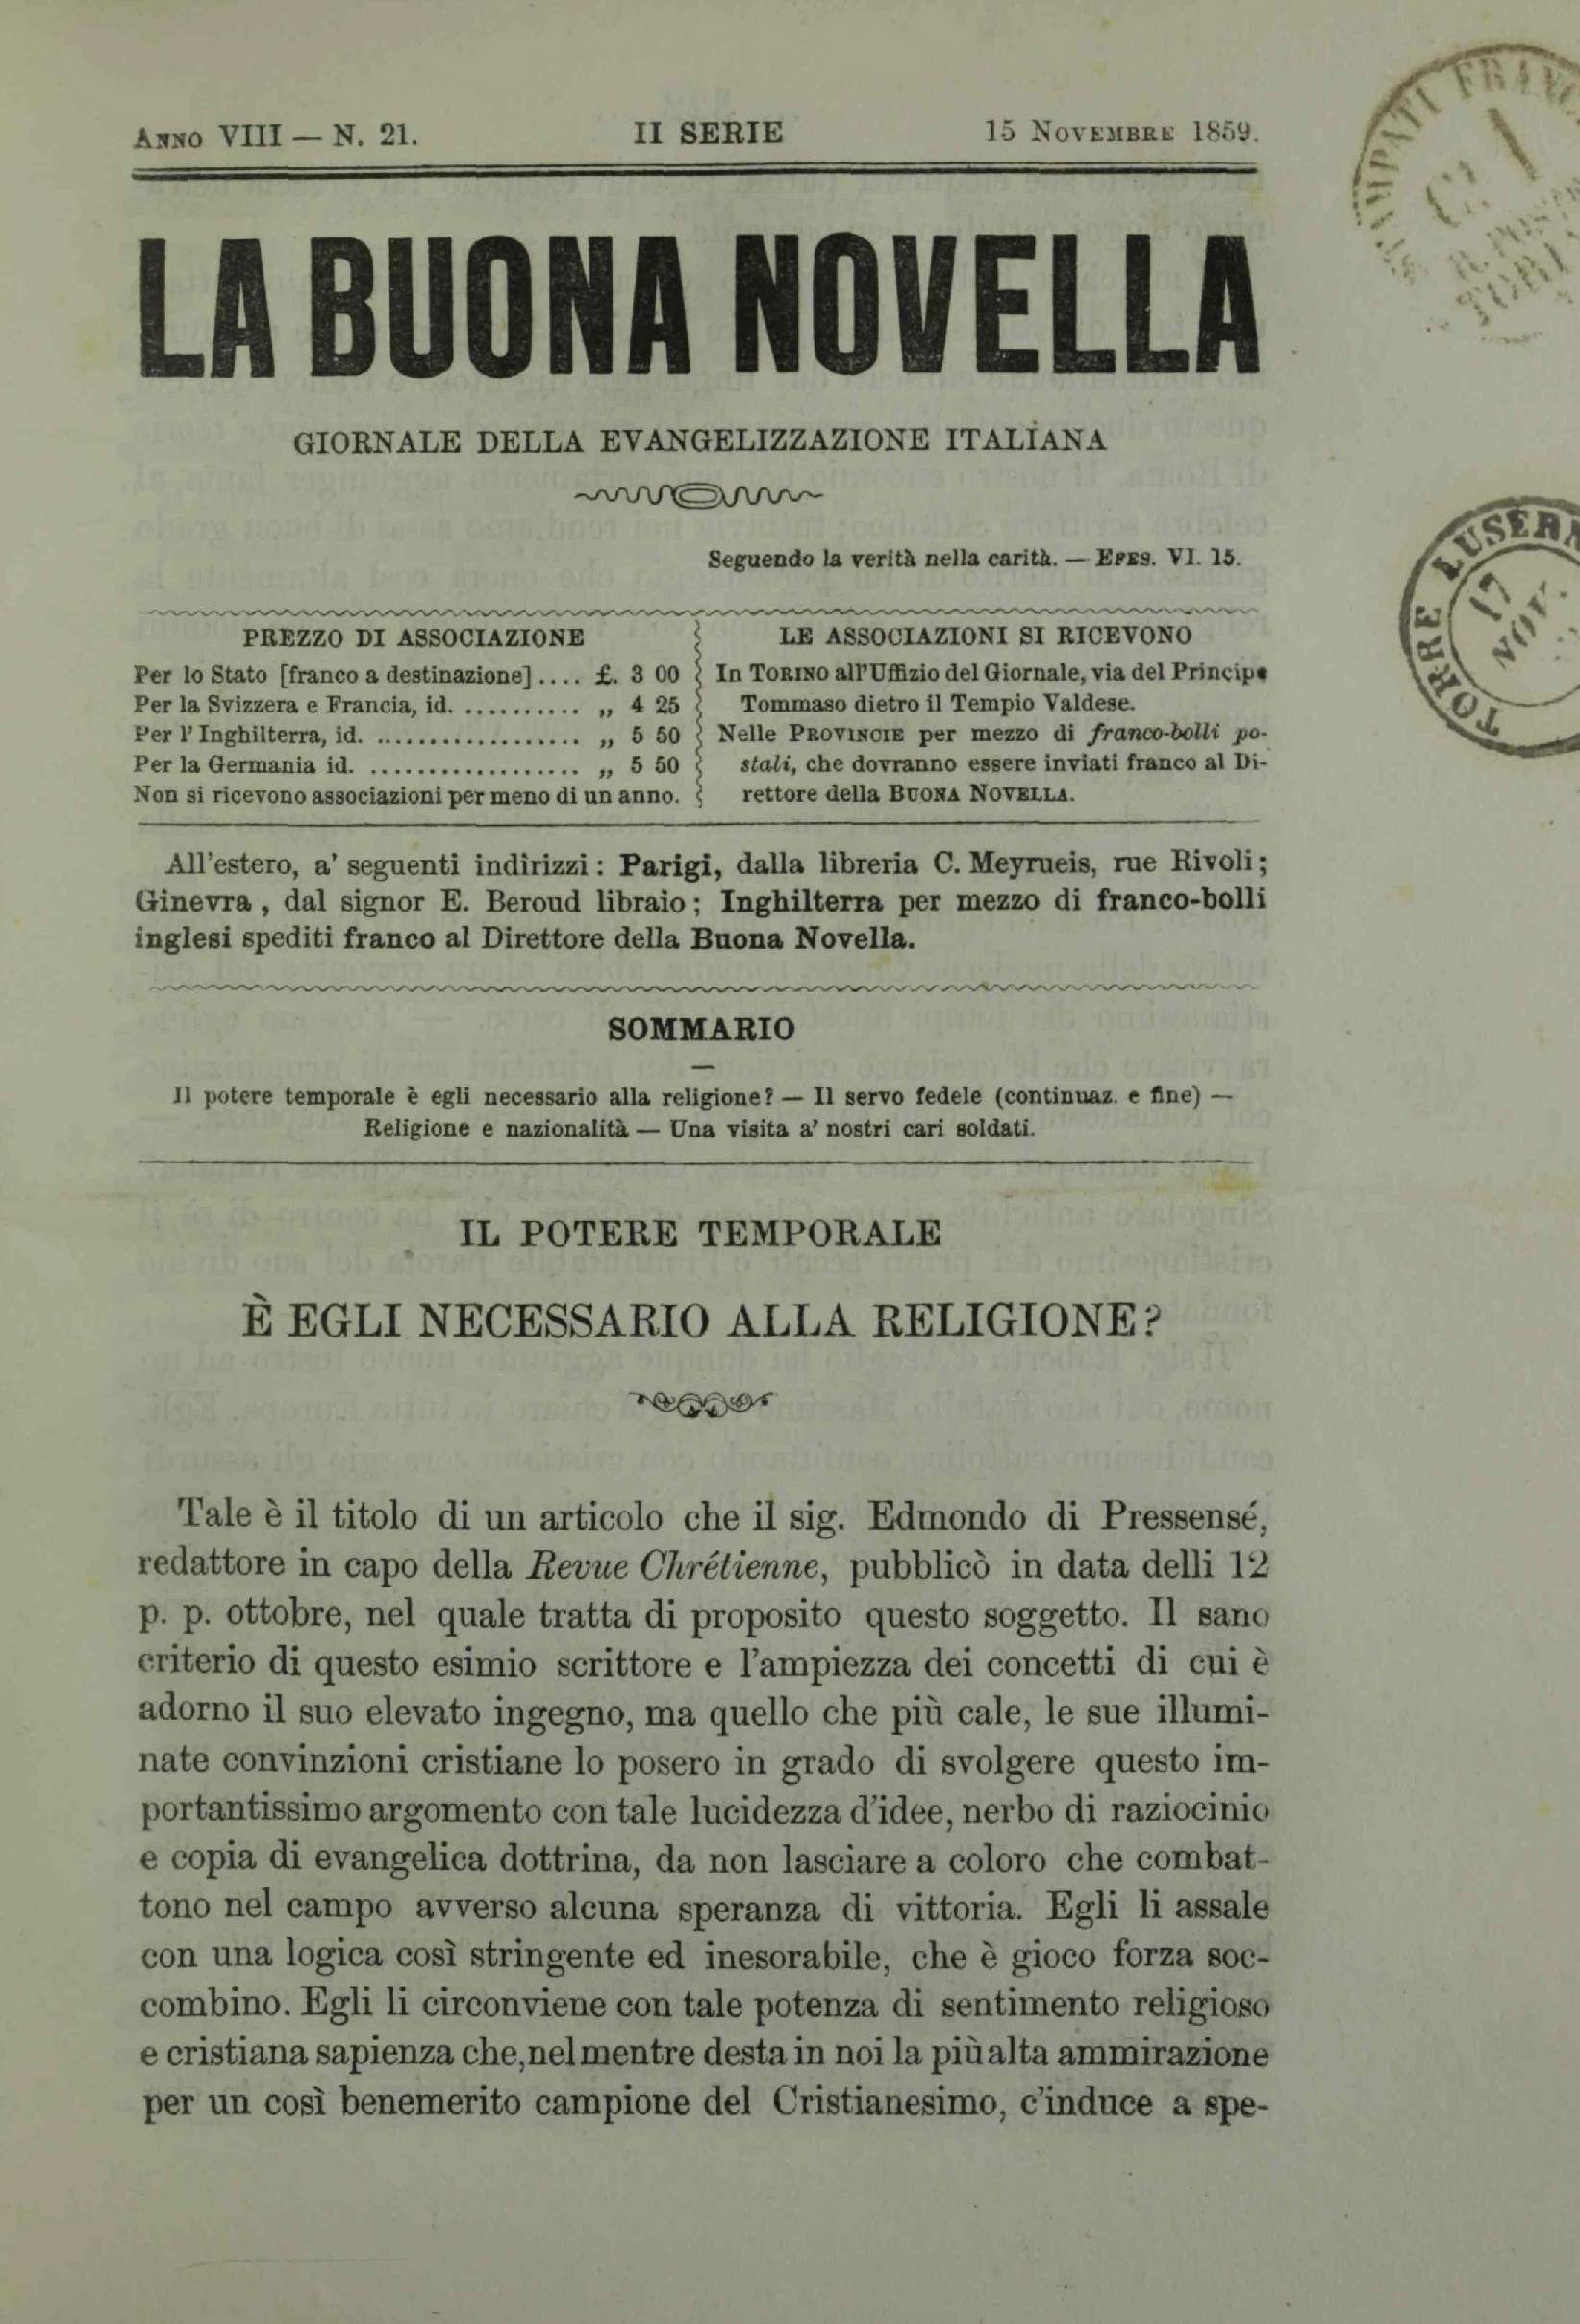 ANNO VIII — N. 21.
II SERIE
15 NOVEMBRE 1859.
LA BUONA NOVELLA
GIORNALE DELLA EVANGELIZZAZIONE ITALIANA
Seguendo la verità nella carità. — EFES. VI. 15.
PREZZO DI ASSOCIAZIONE
Per lo Stato [franco a destinazione] .... £. 3 00
Per la Svizzera e Francia, id. .......... „ 4 25
Per l' Inghilterra, id. .................. „ 5 50
Per la Germania id. .................. „ 5 50
Non si ricevono associazioni per meno di un anno.
LE ASSOCIAZIONI SI RICEVONO
In TORINO all'Uffizio del Giornale, via del Principe
Tommaso dietro il Tempio Valdese.
Nelle PROVINCIE per mezzo di franco-bolli po-
stali, che dovranno essere inviati franco al Di-
rettore della BUONA NOVELLA.
All'estero, a' seguenti indirizzi: Parigi, dalla libreria C. Meyrueis, rue Rivoli;
Ginevra, dal signor E. Beroud libraio; Inghilterra per mezzo di franco-bolli
inglesi spediti franco al Direttore della Buona Novella.
SOMMARIO
Il potere temporale è egli necessario alla religione? — Il servo fedele (continuaz. e fine) —
Religione e nazionalità — Una visita a' nostri cari soldati.
IL POTERE TEMPORALE
È EGLI NECESSARIO ALLA RELIGIONE?
Tale è il titolo di un articolo che il sig. Edmondo di Pressensé,
redattore in capo della Revue Chrétienne, pubblicò in data delli 12
p. p. ottobre, nel quale tratta di proposito questo soggetto. Il sano
criterio di questo esimio scrittore e l'ampiezza dei concetti di cui è
adorno il suo elevato ingegno, ma quello che più cale, le sue illumi-
nate convinzioni cristiane lo posero in grado di svolgere questo im-
portantissimo argomento con tale lucidezza d'idee, nerbo di raziocinio
e copia di evangelica dottrina, da non lasciare a coloro che combat-
tono nel campo avverso alcuna speranza di vittoria. Egli li assale
con una logica così stringente ed inesorabile, che è gioco forza soc-
combino. Egli li circonviene con tale potenza di sentimento religioso
e cristiana sapienza che, nel mentre desta in noi la più alta ammirazione
per un così benemerito campione del Cristianesimo, c'induce a spe-
C. 1
TORRE LUSERN
17
NOV.